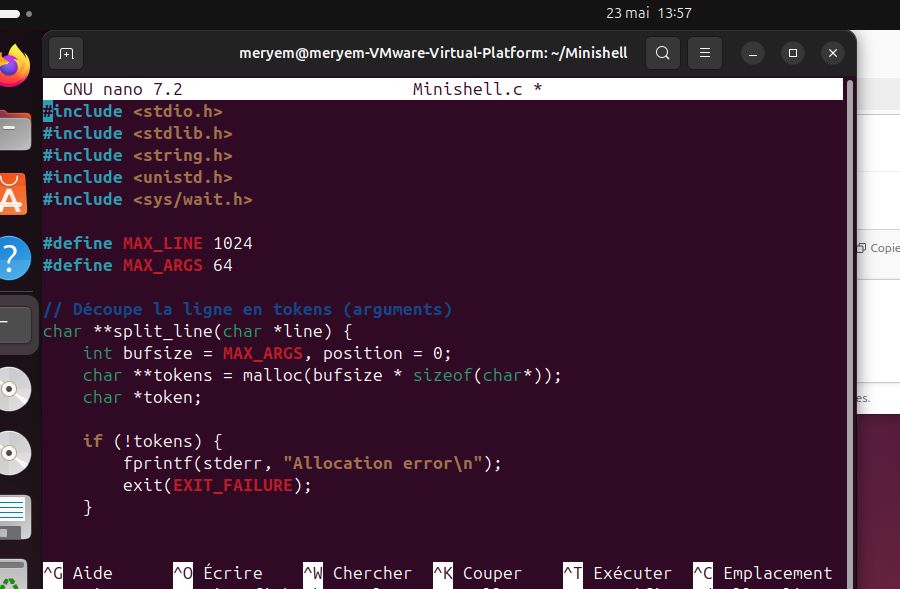 23 mai 13:57
meryem@meryem-VMware-Virtual-Platform: ~/Minishell
GNU nano 7.2 Minishell.c *
#include <stdio.h>
#include <stdlib.h>
#include <string.h>
#include <unistd.h>
#include <sys/wait.h>
#define MAX_LINE 1024
#define MAX_ARGS 64
// Découpe la ligne en tokens (arguments)
char **split_line(char *line) {
    int bufsize = MAX_ARGS, position = 0;
    char **tokens = malloc(bufsize * sizeof(char*));
    char *token;
    if (!tokens) {
        fprintf(stderr, "Allocation error\n");
        exit(EXIT_FAILURE);
    }
^G Aide ^O Écrire ^W Chercher ^K Couper ^T Exécuter ^C Emplacement
Copie
es.